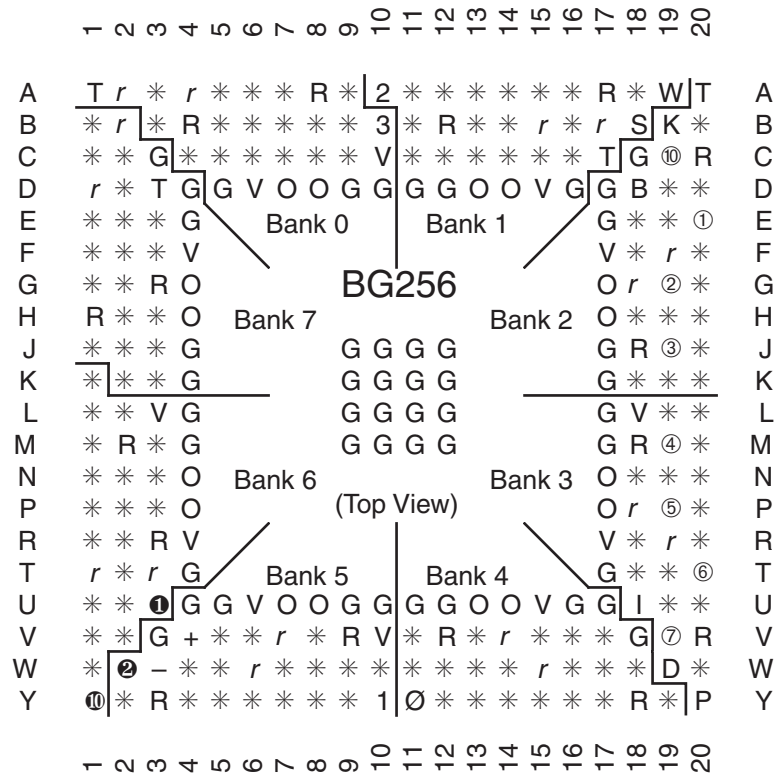 1 2 3 4 5 6 7 8 9 10 11 12 13 14 15 16 17 18 19 20
A T r ✳ r ✳ ✳ ✳ R ✳ 2 ✳ ✳ ✳ ✳ ✳ ✳ R ✳ W T A
B ✳ r ✳ R ✳ ✳ ✳ ✳ ✳ 3 ✳ R ✳ ✳ r ✳ r S K ✳ B
C ✳ ✳ G ✳ ✳ ✳ ✳ ✳ ✳ V ✳ ✳ ✳ ✳ ✳ ✳ T G ⑩ R C
D r ✳ T G G V O O G G G G O O V G G B ✳ ✳ D
E ✳ ✳ ✳ G Bank 0 Bank 1 G ✳ ✳ ① E
F ✳ ✳ ✳ V V ✳ r ✳ F
G ✳ ✳ R O BG256 O r ② ✳ G
H R ✳ ✳ O Bank 7 Bank 2 O ✳ ✳ ✳ H
J ✳ ✳ ✳ G G G G G G R ③ ✳ J
K ✳ ✳ ✳ G G G G G G ✳ ✳ ✳ K
L ✳ ✳ V G G G G G G V ✳ ✳ L
M ✳ R ✳ G G G G G G R ④ ✳ M
N ✳ ✳ ✳ O Bank 6 Bank 3 O ✳ ✳ ✳ N
P ✳ ✳ ✳ O (Top View) O r ⑤ ✳ P
R ✳ ✳ R V V ✳ r ✳ R
T r ✳ r G Bank 5 Bank 4 G ✳ ✳ ⑥ T
U ✳ ✳ ❶ G G V O O G G G G O O V G G I ✳ ✳ U
V ✳ ✳ G + ✳ ✳ r ✳ R V ✳ R ✳ r ✳ ✳ ✳ G ⑦ R V
W ✳ ❷ – ✳ ✳ r ✳ ✳ ✳ ✳ ✳ ✳ ✳ ✳ r ✳ ✳ ✳ D ✳ W
Y ❿ ✳ R ✳ ✳ ✳ ✳ ✳ ✳ 1 Ø ✳ ✳ ✳ ✳ ✳ ✳ R ✳ P Y
1 2 3 4 5 6 7 8 9 10 11 12 13 14 15 16 17 18 19 20